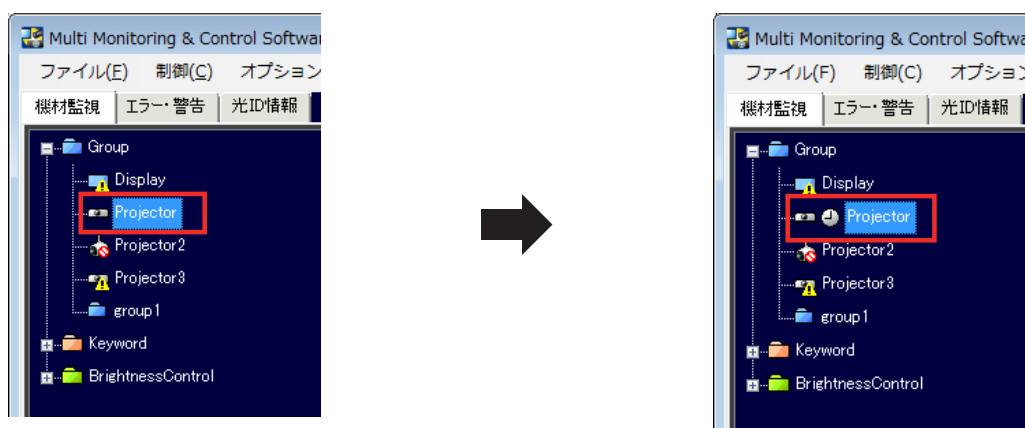 Multi Monitoring & Control Softwa
ファイル(F) 制御(C) オプション
機材監視 エラー・警告 光ID情報
Group
Display
Projector
Projector2
Projector3
group1
Keyword
BrightnessControl
Multi Monitoring & Control Softwa
ファイル(F) 制御(C) オプション
機材監視 エラー・警告 光ID情報
Group
Display
Projector
Projector2
Projector3
group1
Keyword
BrightnessControl